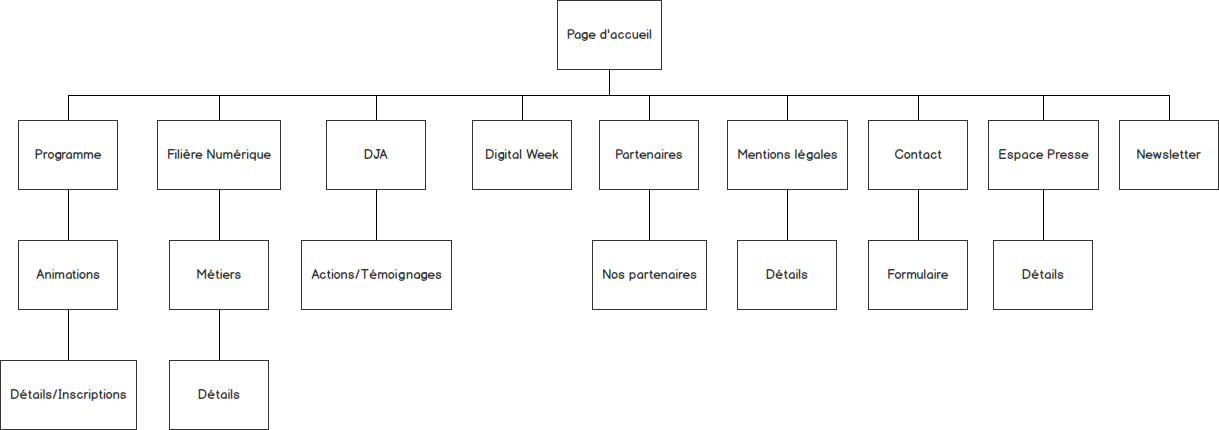 Page d'accueil
Programme
Filière Numérique
DJA
Digital Week
Partenaires
Mentions légales
Contact
Espace Presse
Newsletter
Animations
Métiers
Actions/Témoignages
Nos partenaires
Détails
Formulaire
Détails
Détails/Inscriptions
Détails